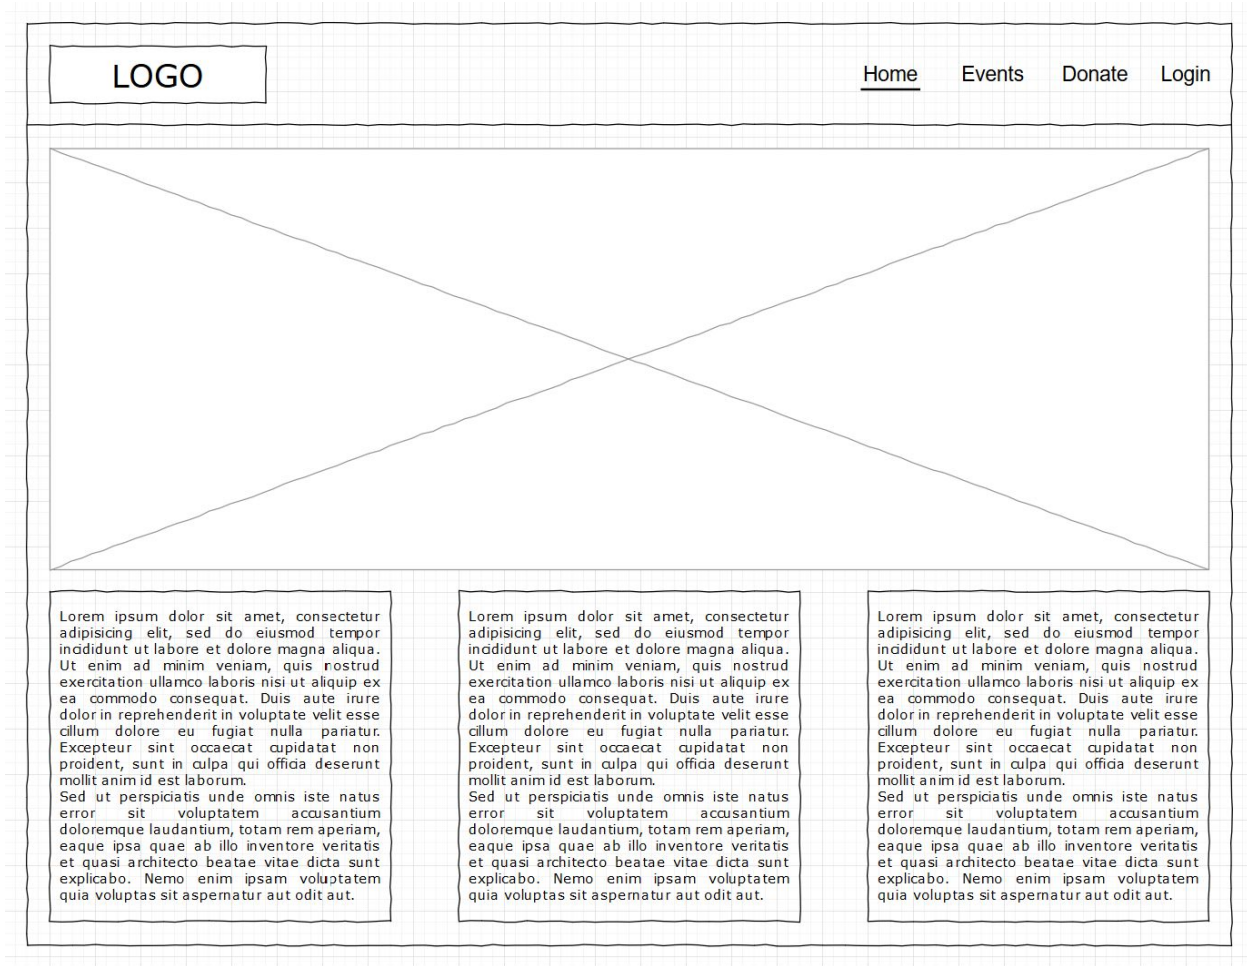 LOGO
Home Events Donate Login
Lorem ipsum dolor sit amet, consectetur
adipisicing elit, sed do eiusmod tempor
incididunt ut labore et dolore magna aliqua.
Ut enim ad minim veniam, quis nostrud
exercitation ullamco laboris nisi ut aliquip ex
ea commodo consequat. Duis aute irure
dolor in reprehenderit in voluptate velit esse
cillum dolore eu fugiat nulla pariatur.
Excepteur sint occaecat cupidatat non
proident, sunt in culpa qui officia deserunt
mollit anim id est laborum.
Sed ut perspiciatis unde omnis iste natus
error sit voluptatem accusantium
doloremque laudantium, totam rem aperiam,
eaque ipsa quae ab illo inventore veritatis
et quasi architecto beatae vitae dicta sunt
explicabo. Nemo enim ipsam voluptatem
quia voluptas sit aspernatur aut odit aut.
Lorem ipsum dolor sit amet, consectetur
adipisicing elit, sed do eiusmod tempor
incididunt ut labore et dolore magna aliqua.
Ut enim ad minim veniam, quis nostrud
exercitation ullamco laboris nisi ut aliquip ex
ea commodo consequat. Duis aute irure
dolor in reprehenderit in voluptate velit esse
cillum dolore eu fugiat nulla pariatur.
Excepteur sint occaecat cupidatat non
proident, sunt in culpa qui officia deserunt
mollit anim id est laborum.
Sed ut perspiciatis unde omnis iste natus
error sit voluptatem accusantium
doloremque laudantium, totam rem aperiam,
eaque ipsa quae ab illo inventore veritatis
et quasi architecto beatae vitae dicta sunt
explicabo. Nemo enim ipsam voluptatem
quia voluptas sit aspernatur aut odit aut.
Lorem ipsum dolor sit amet, consectetur
adipisicing elit, sed do eiusmod tempor
incididunt ut labore et dolore magna aliqua.
Ut enim ad minim veniam, quis nostrud
exercitation ullamco laboris nisi ut aliquip ex
ea commodo consequat. Duis aute irure
dolor in reprehenderit in voluptate velit esse
cillum dolore eu fugiat nulla pariatur.
Excepteur sint occaecat cupidatat non
proident, sunt in culpa qui officia deserunt
mollit anim id est laborum.
Sed ut perspiciatis unde omnis iste natus
error sit voluptatem accusantium
doloremque laudantium, totam rem aperiam,
eaque ipsa quae ab illo inventore veritatis
et quasi architecto beatae vitae dicta sunt
explicabo. Nemo enim ipsam voluptatem
quia voluptas sit aspernatur aut odit aut.